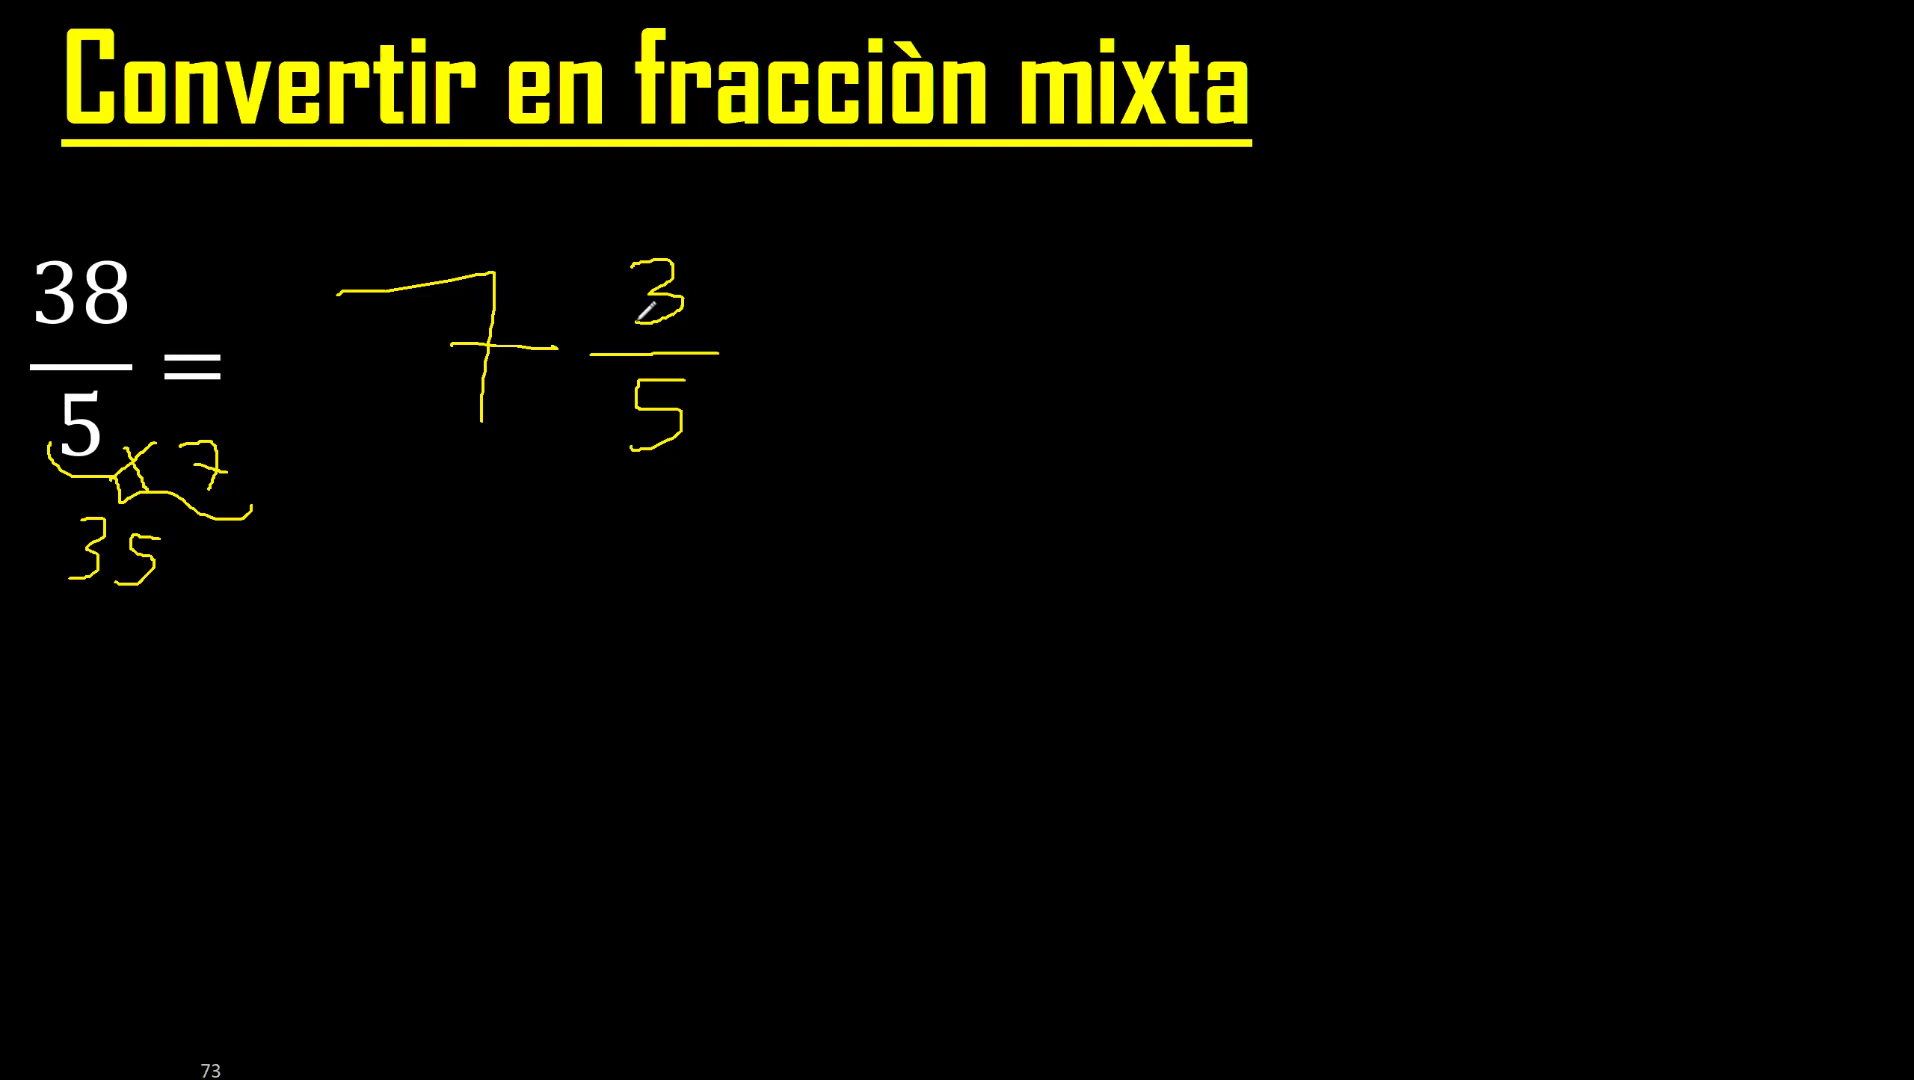 Convertir en fracciòn mixta
38/5 = 7 3/5
x 7
35
73